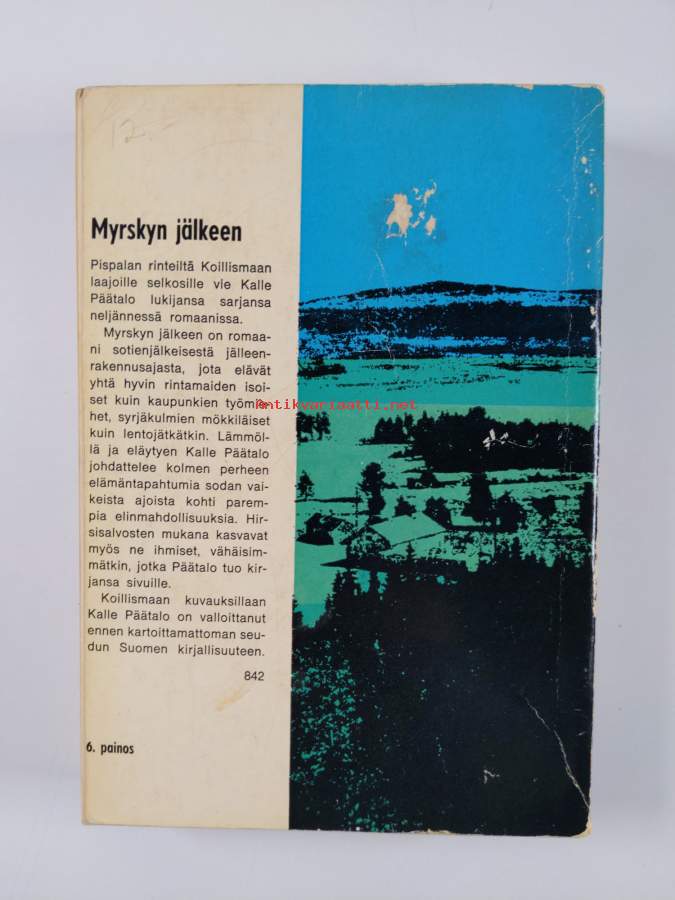 12.
Myrskyn jälkeen
Pispalan rinteiltä Koillismaan
laajoille selkosille vie Kalle
Päätalo lukijansa sarjansa
neljännessä romaanissa.
Myrskyn jälkeen on romaa-
ni sotienjälkeisestä jälleen-
rakennusajasta, jota elävät
yhtä hyvin rintamaiden isoi-
set kuin kaupunkien työmie-
het, syrjäkulmien mökkiläiset
kuin lentojätkätkin. Lämmöl-
lä ja eläytyen Kalle Päätalo
johdattelee kolmen perheen
elämäntapahtumia sodan vai-
keista ajoista kohti parem-
pia elinmahdollisuuksia. Hir-
sisalvosten mukana kasvavat
myös ne ihmiset, vähäisim-
mätkin, jotka Päätalo tuo kir-
jansa sivuille.
Koillismaan kuvauksillaan
Kalle Päätalo on valloittanut
ennen kartoittamattoman seu-
dun Suomen kirjallisuuteen.
842
6. painos
antikvariaatti.net